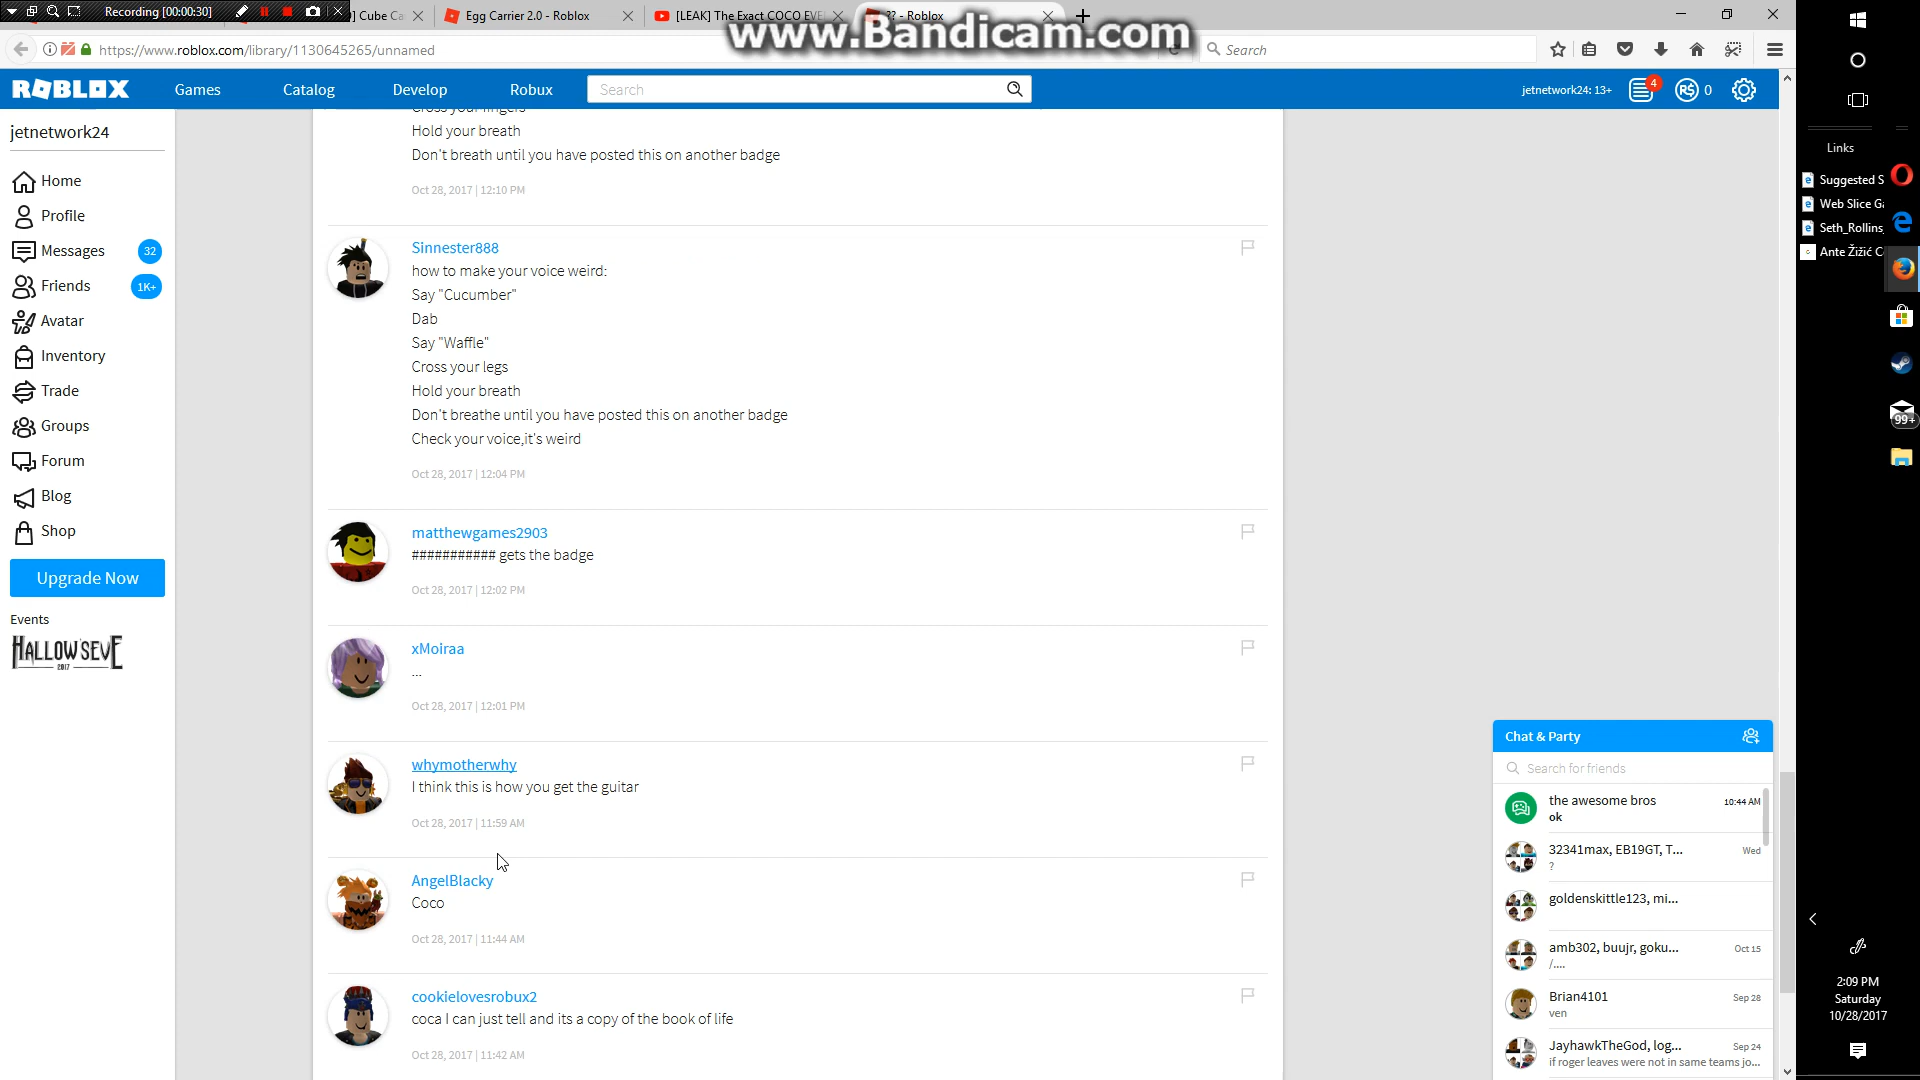 Recording [00:00:30]
] Cube Ca
Egg Carrier 2.0 - Roblox
[LEAK] The Exact COCO EVE
?? - Roblox
www.Bandicam.com
https://www.roblox.com/library/1130645265/unnamed
Search
ROBLOX
Games
Catalog
Develop
Robux
Search
jetnetwork24: 13+
4
R$
0
jetnetwork24
Home
Profile
Messages
32
Friends
1K+
Avatar
Inventory
Trade
Groups
Forum
Blog
Shop
Upgrade Now
Events
HALLOW'S EVE
2017
Cross your fingers
Hold your breath
Don't breath until you have posted this on another badge
Oct 28, 2017 | 12:10 PM
Sinnester888
how to make your voice weird:
Say "Cucumber"
Dab
Say "Waffle"
Cross your legs
Hold your breath
Don't breathe until you have posted this on another badge
Check your voice,it's weird
Oct 28, 2017 | 12:04 PM
matthewgames2903
########### gets the badge
Oct 28, 2017 | 12:02 PM
xMoiraa
...
Oct 28, 2017 | 12:01 PM
whymotherwhy
I think this is how you get the guitar
Oct 28, 2017 | 11:59 AM
AngelBlacky
Coco
Oct 28, 2017 | 11:44 AM
cookielovesrobux2
coca I can just tell and its a copy of the book of life
Oct 28, 2017 | 11:42 AM
Chat & Party
Search for friends
the awesome bros
10:44 AM
ok
32341max, EB19GT, T...
Wed
?
goldenskittle123, mi...
amb302, buujr, goku...
Oct 15
/....
Brian4101
Sep 28
ven
JayhawkTheGod, log...
Sep 24
if roger leaves were not in same teams jo...
Links
Suggested S
Web Slice Ga
Seth_Rollins_
Ante Žižić C
99+
2:09 PM
Saturday
10/28/2017